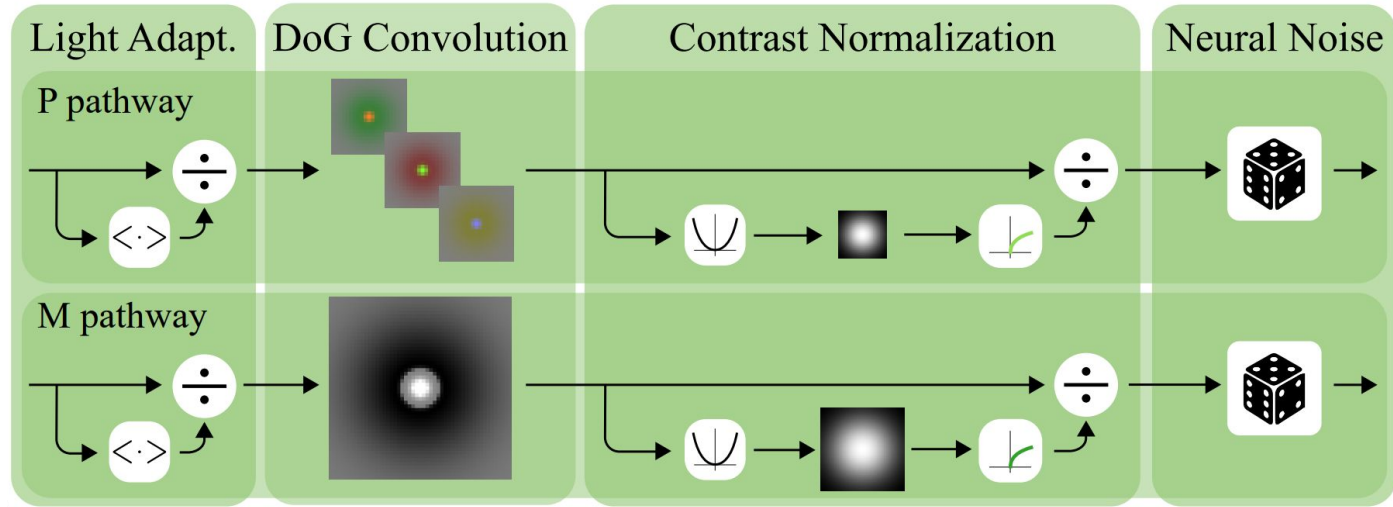 Light Adapt.
DoG Convolution
Contrast Normalization
Neural Noise
P pathway
<·>
M pathway
<·>